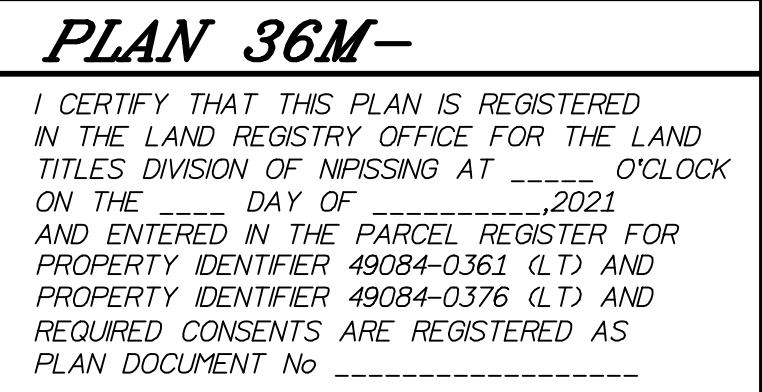 PLAN 36M-
I CERTIFY THAT THIS PLAN IS REGISTERED
IN THE LAND REGISTRY OFFICE FOR THE LAND
TITLES DIVISION OF NIPISSING AT _____ O'CLOCK
ON THE ____ DAY OF __________,2021
AND ENTERED IN THE PARCEL REGISTER FOR
PROPERTY IDENTIFIER 49084-0361 (LT) AND
PROPERTY IDENTIFIER 49084-0376 (LT) AND
REQUIRED CONSENTS ARE REGISTERED AS
PLAN DOCUMENT No __________________